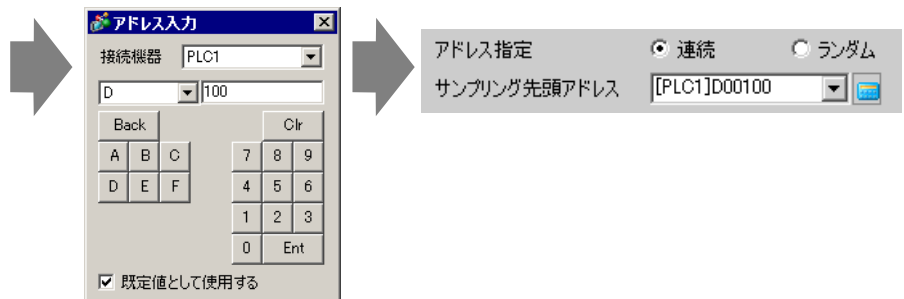 アドレス入力
接続機器 PLC1
D 100
Back Clr
A B C 7 8 9
D E F 4 5 6
1 2 3
0 Ent
既定値として使用する
アドレス指定 連続 ランダム
サンプリング先頭アドレス [PLC1]D00100